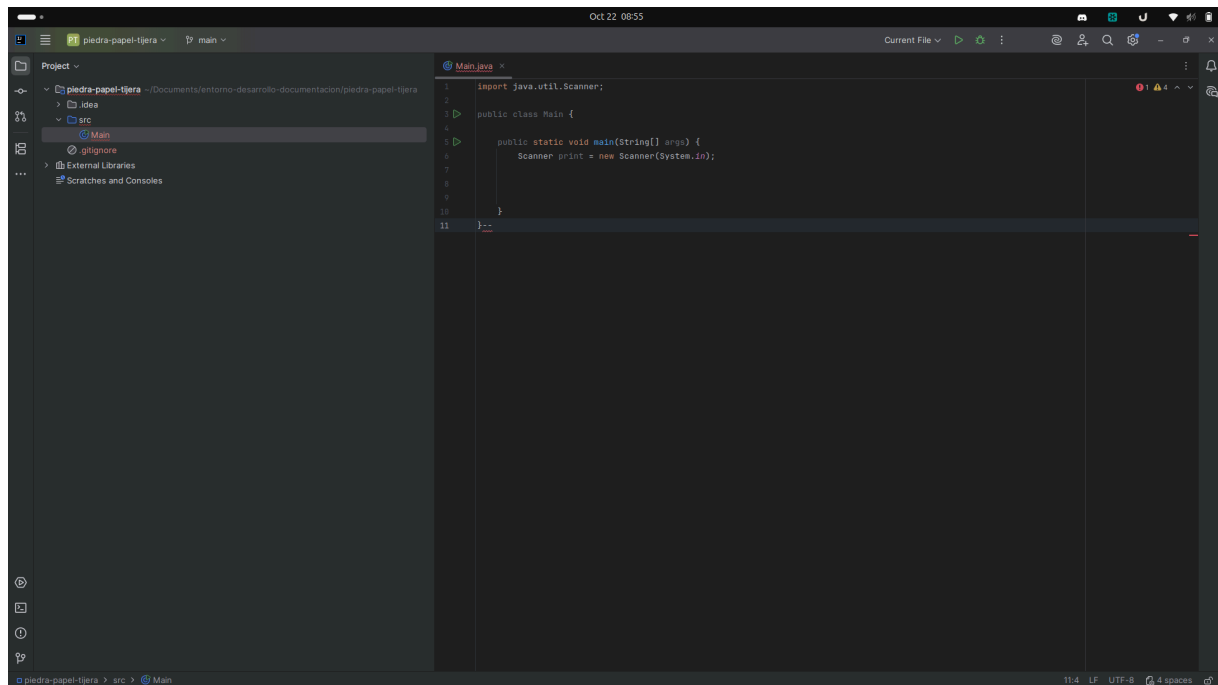 Oct 22 08:55
PT piedra-papel-tijera main Current File
Project
Main.java ×
piedra-papel-tijera ~/Documents/entorno-desarrollo-documentacion/piedra-papel-tijera
.idea
src
Main
.gitignore
External Libraries
Scratches and Consoles
1 import java.util.Scanner;
2
3 public class Main {
4
5 public static void main(String[] args) {
6 Scanner print = new Scanner(System.in);
7
8
9
10 }
11 }--
1 4
piedra-papel-tijera > src > Main 11:4 LF UTF-8 4 spaces